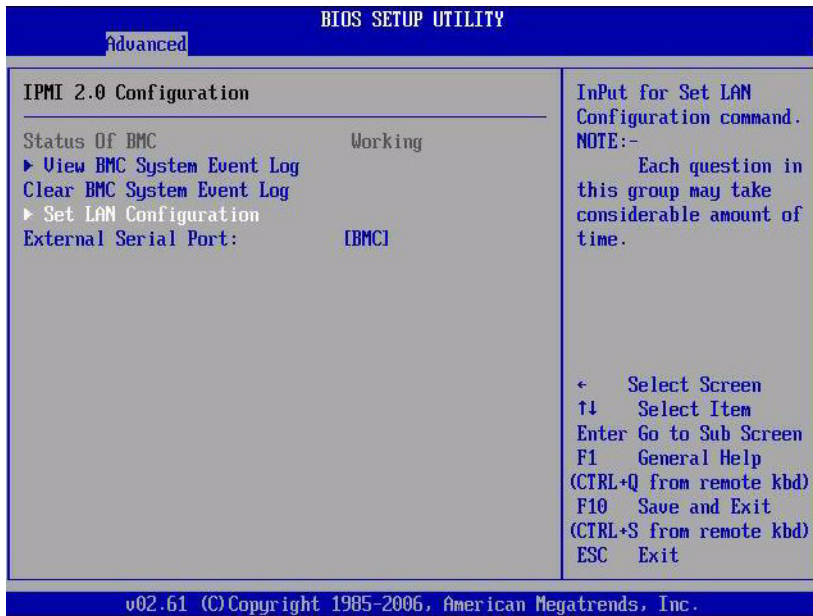 BIOS SETUP UTILITY
Advanced
IPMI 2.0 Configuration
Status Of BMC Working
▶ View BMC System Event Log
Clear BMC System Event Log
▶ Set LAN Configuration
External Serial Port: [BMC]
InPut for Set LAN
Configuration command.
NOTE:-
Each question in
this group may take
considerable amount of
time.
← Select Screen
↑↓ Select Item
Enter Go to Sub Screen
F1 General Help
(CTRL+Q from remote kbd)
F10 Save and Exit
(CTRL+S from remote kbd)
ESC Exit
v02.61 (C)Copyright 1985-2006, American Megatrends, Inc.